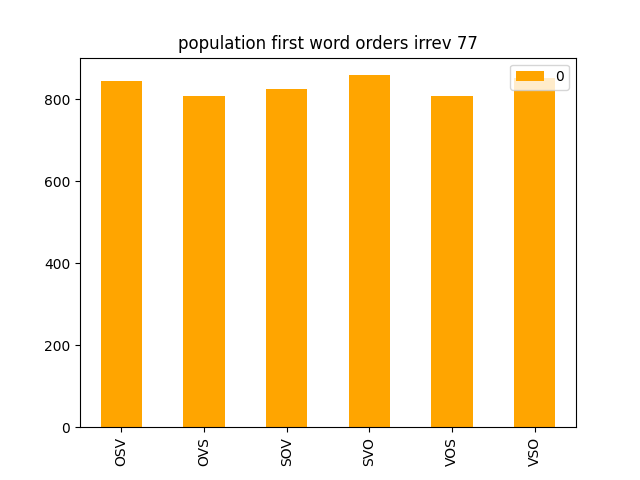 population first word orders irrev 77
0
800
600
400
200
0
OSV
OVS
SOV
SVO
VOS
VSO